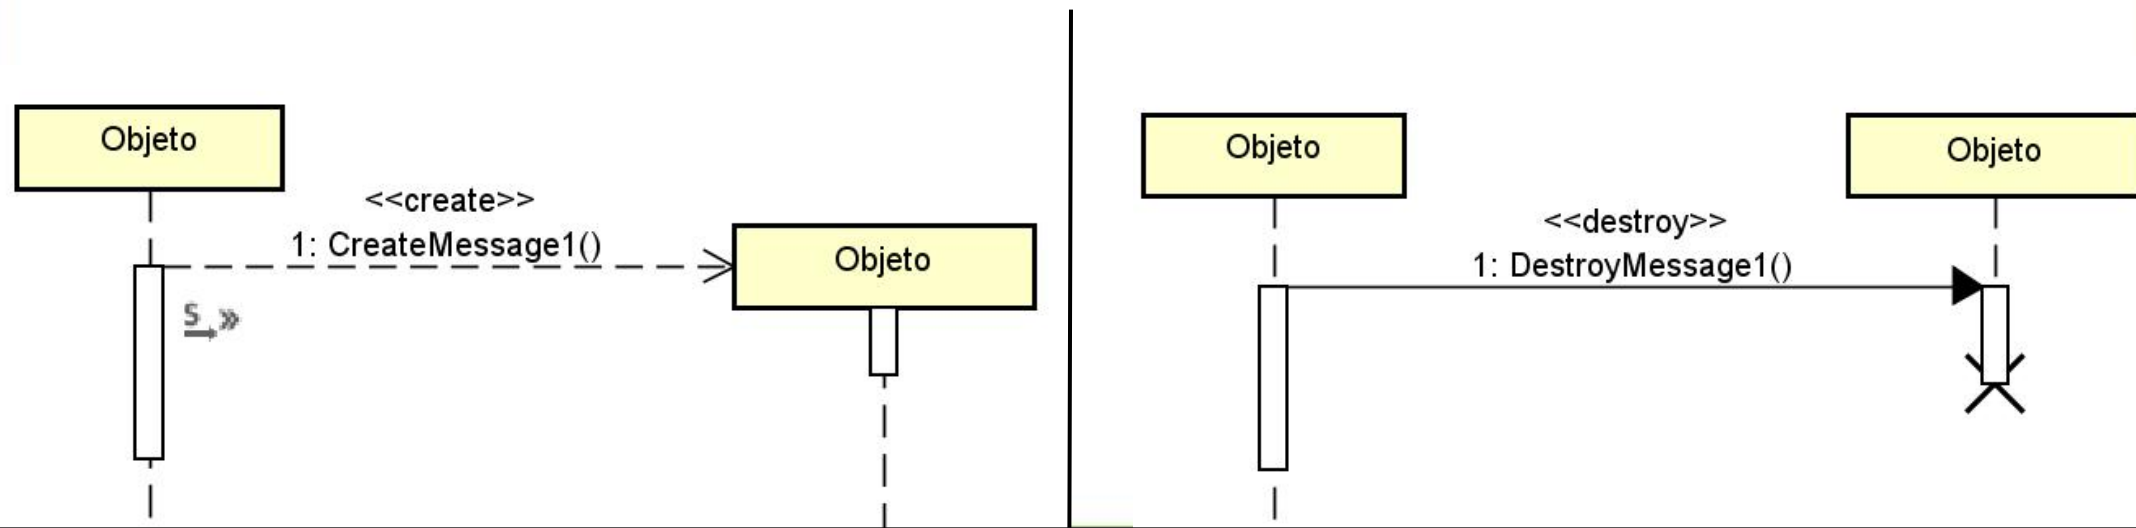 Objeto
<<create>>
1: CreateMessage1()
Objeto
S
Objeto
Objeto
<<destroy>>
1: DestroyMessage1()